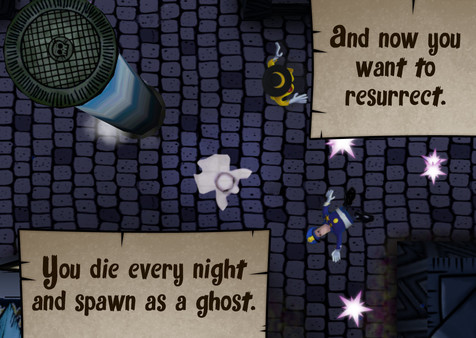 And now you
want to
resurrect.
You die every night
and spawn as a ghost.